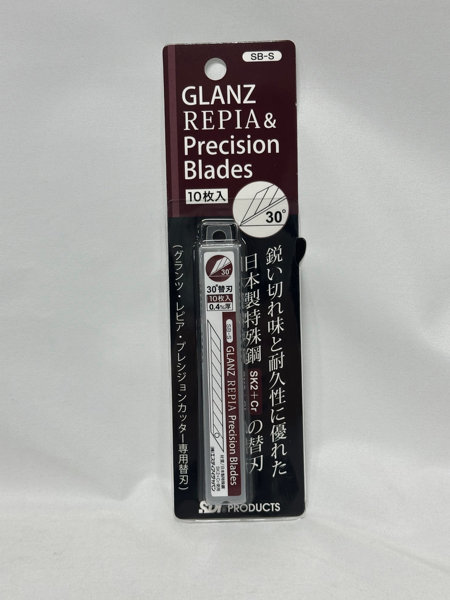 SB-S
GLANZ
REPIA &
Precision
Blades
10枚入
30°
鋭い切れ味と耐久性に優れた
日本製特殊鋼 SK2+Cr の替刃
(グランツ・レピア・プレシジョンカッター専用替刃)
30°
30°替刃
10枚入
0.4㎜厚
SB-S
GLANZ REPIA Precision Blades
SDI PRODUCTS